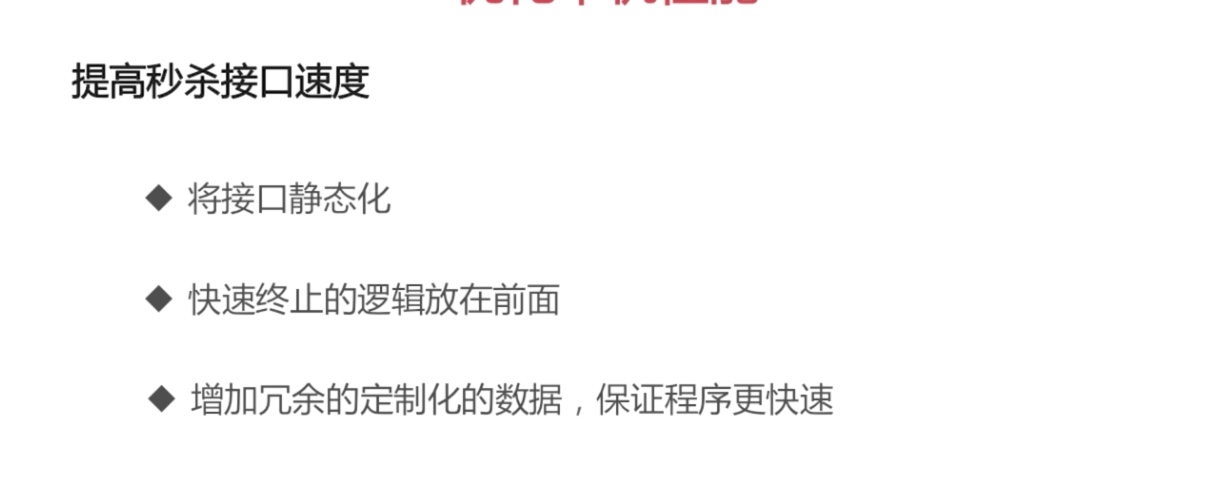 提高秒杀接口速度
◆ 将接口静态化
◆ 快速终止的逻辑放在前面
◆ 增加冗余的定制化的数据，保证程序更快速